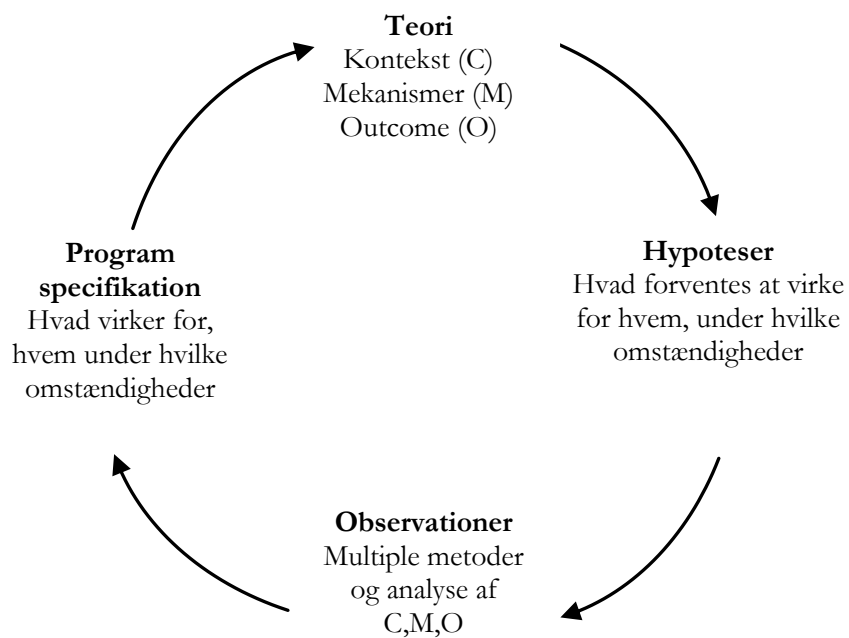 Teori
Kontekst (C)
Mekanismer (M)
Outcome (O)
Hypoteser
Hvad forventes at virke
for hvem, under hvilke
omstændigheder
Observationer
Multiple metoder
og analyse af
C,M,O
Program
specifikation
Hvad virker for,
hvem under hvilke
omstændigheder